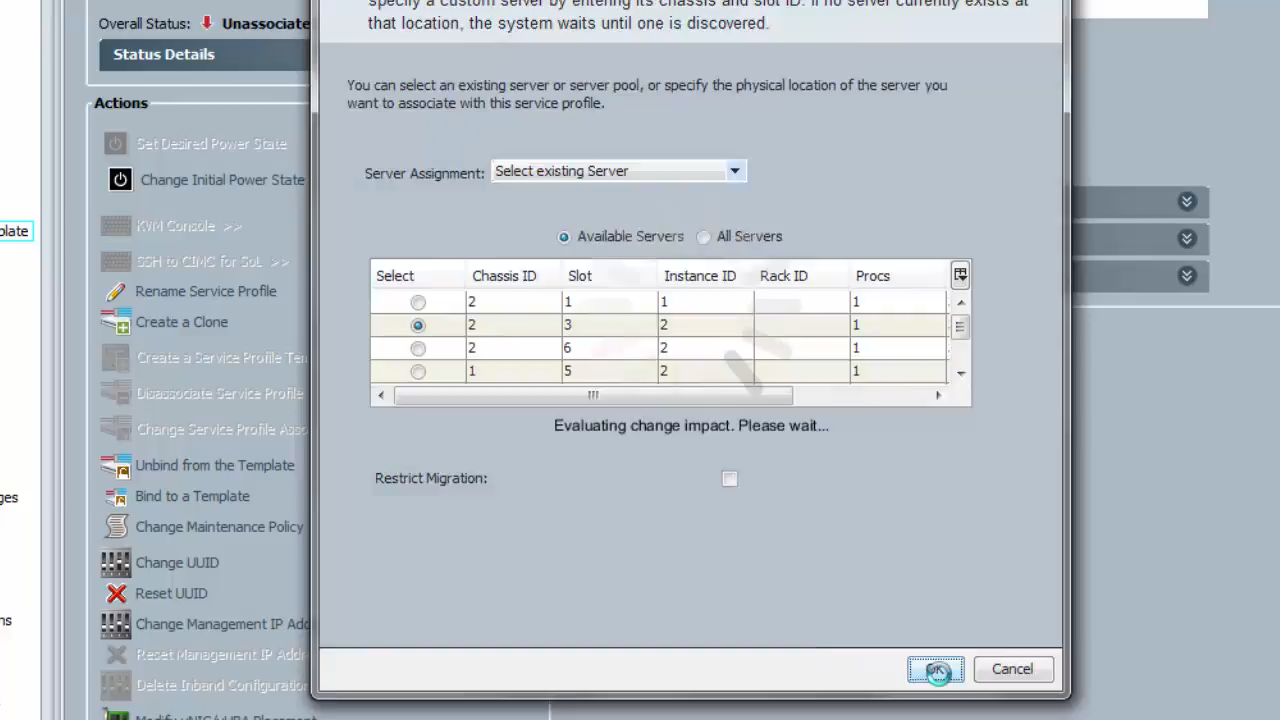 specify a custom server by entering its chassis and slot ID. If no server currently exists at
that location, the system waits until one is discovered.
Overall Status: Unassociate
Status Details
Actions
Set Desired Power State
Change Initial Power State
KVM Console >>
SSH to CIMC for SoL >>
Rename Service Profile
Create a Clone
Create a Service Profile Tem
Disassociate Service Profile
Change Service Profile Asso
Unbind from the Template
Bind to a Template
Change Maintenance Policy
Change UUID
Reset UUID
Change Management IP Add
Reset Management IP Addr
Delete Inband Configuration
Modify vNIC/vHBA Placement
plate
ges
ns
You can select an existing server or server pool, or specify the physical location of the server you
want to associate with this service profile.
Server Assignment: Select existing Server
Available Servers All Servers
Select Chassis ID Slot Instance ID Rack ID Procs
2 1 1 1
2 3 2 1
2 6 2 1
1 5 2 1
Evaluating change impact. Please wait...
Restrict Migration:
OK Cancel